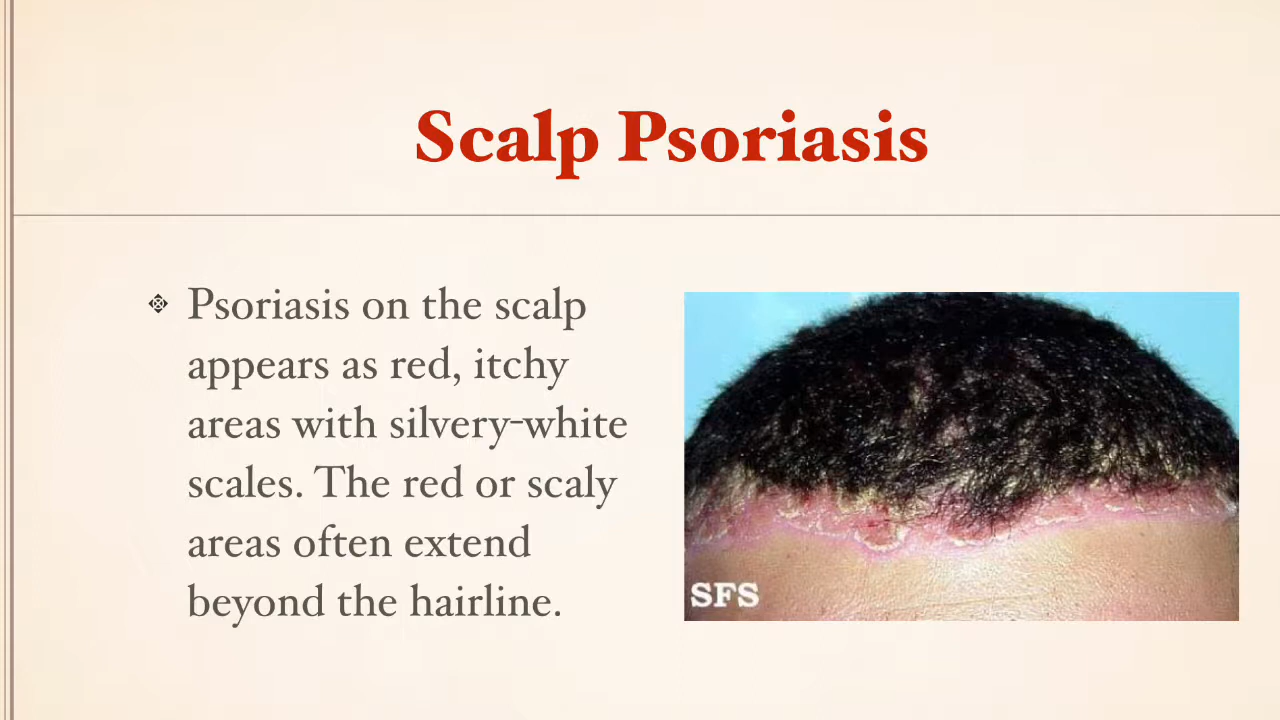 Scalp Psoriasis
Psoriasis on the scalp
appears as red, itchy
areas with silvery-white
scales. The red or scaly
areas often extend
beyond the hairline.
SFS